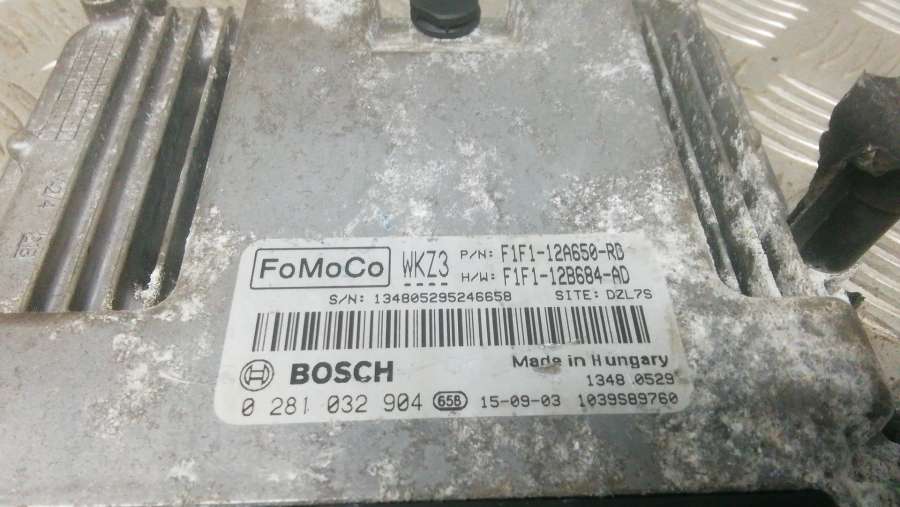 FoMoCo WKZ3 P/N: F1F1-12A650-RD
H/W: F1F1-12B684-AD
S/N: 134805295246658 SITE: DZL7S
BOSCH Made in Hungary
1348 0529
0 281 032 904 658 15-09-03 1039S89760